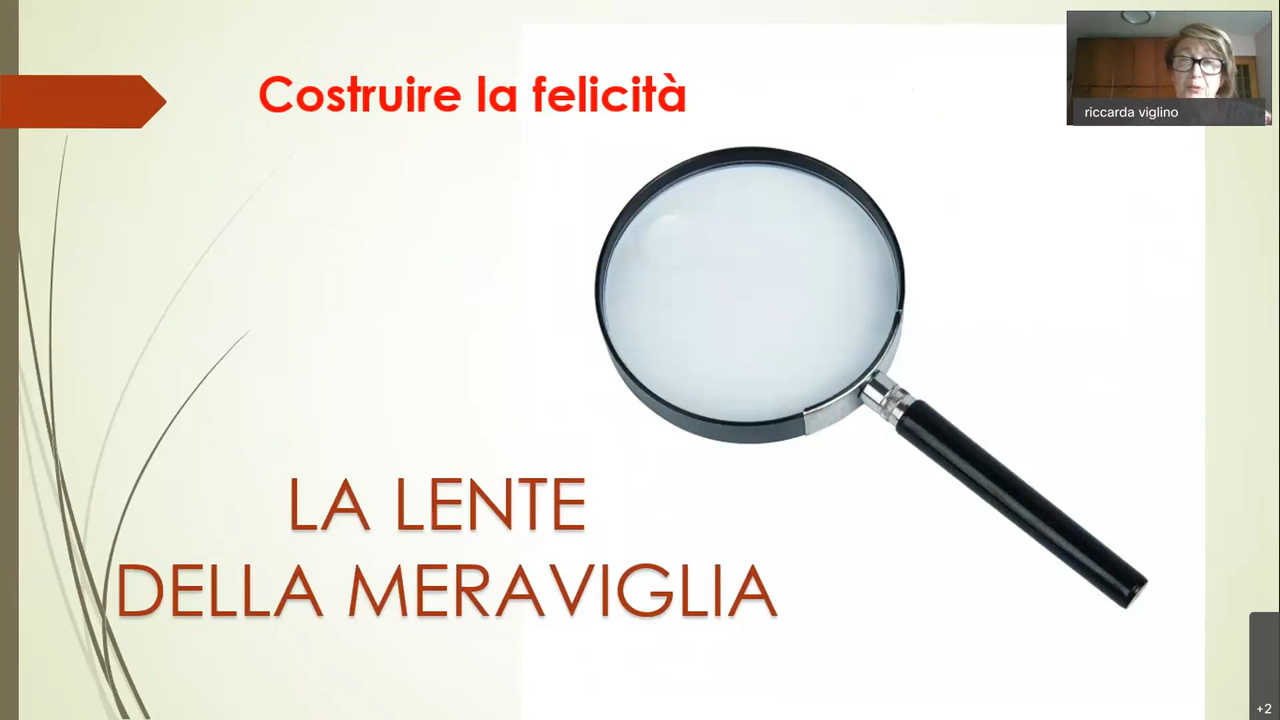 Costruire la felicità
riccarda viglino
LA LENTE
DELLA MERAVIGLIA
+2